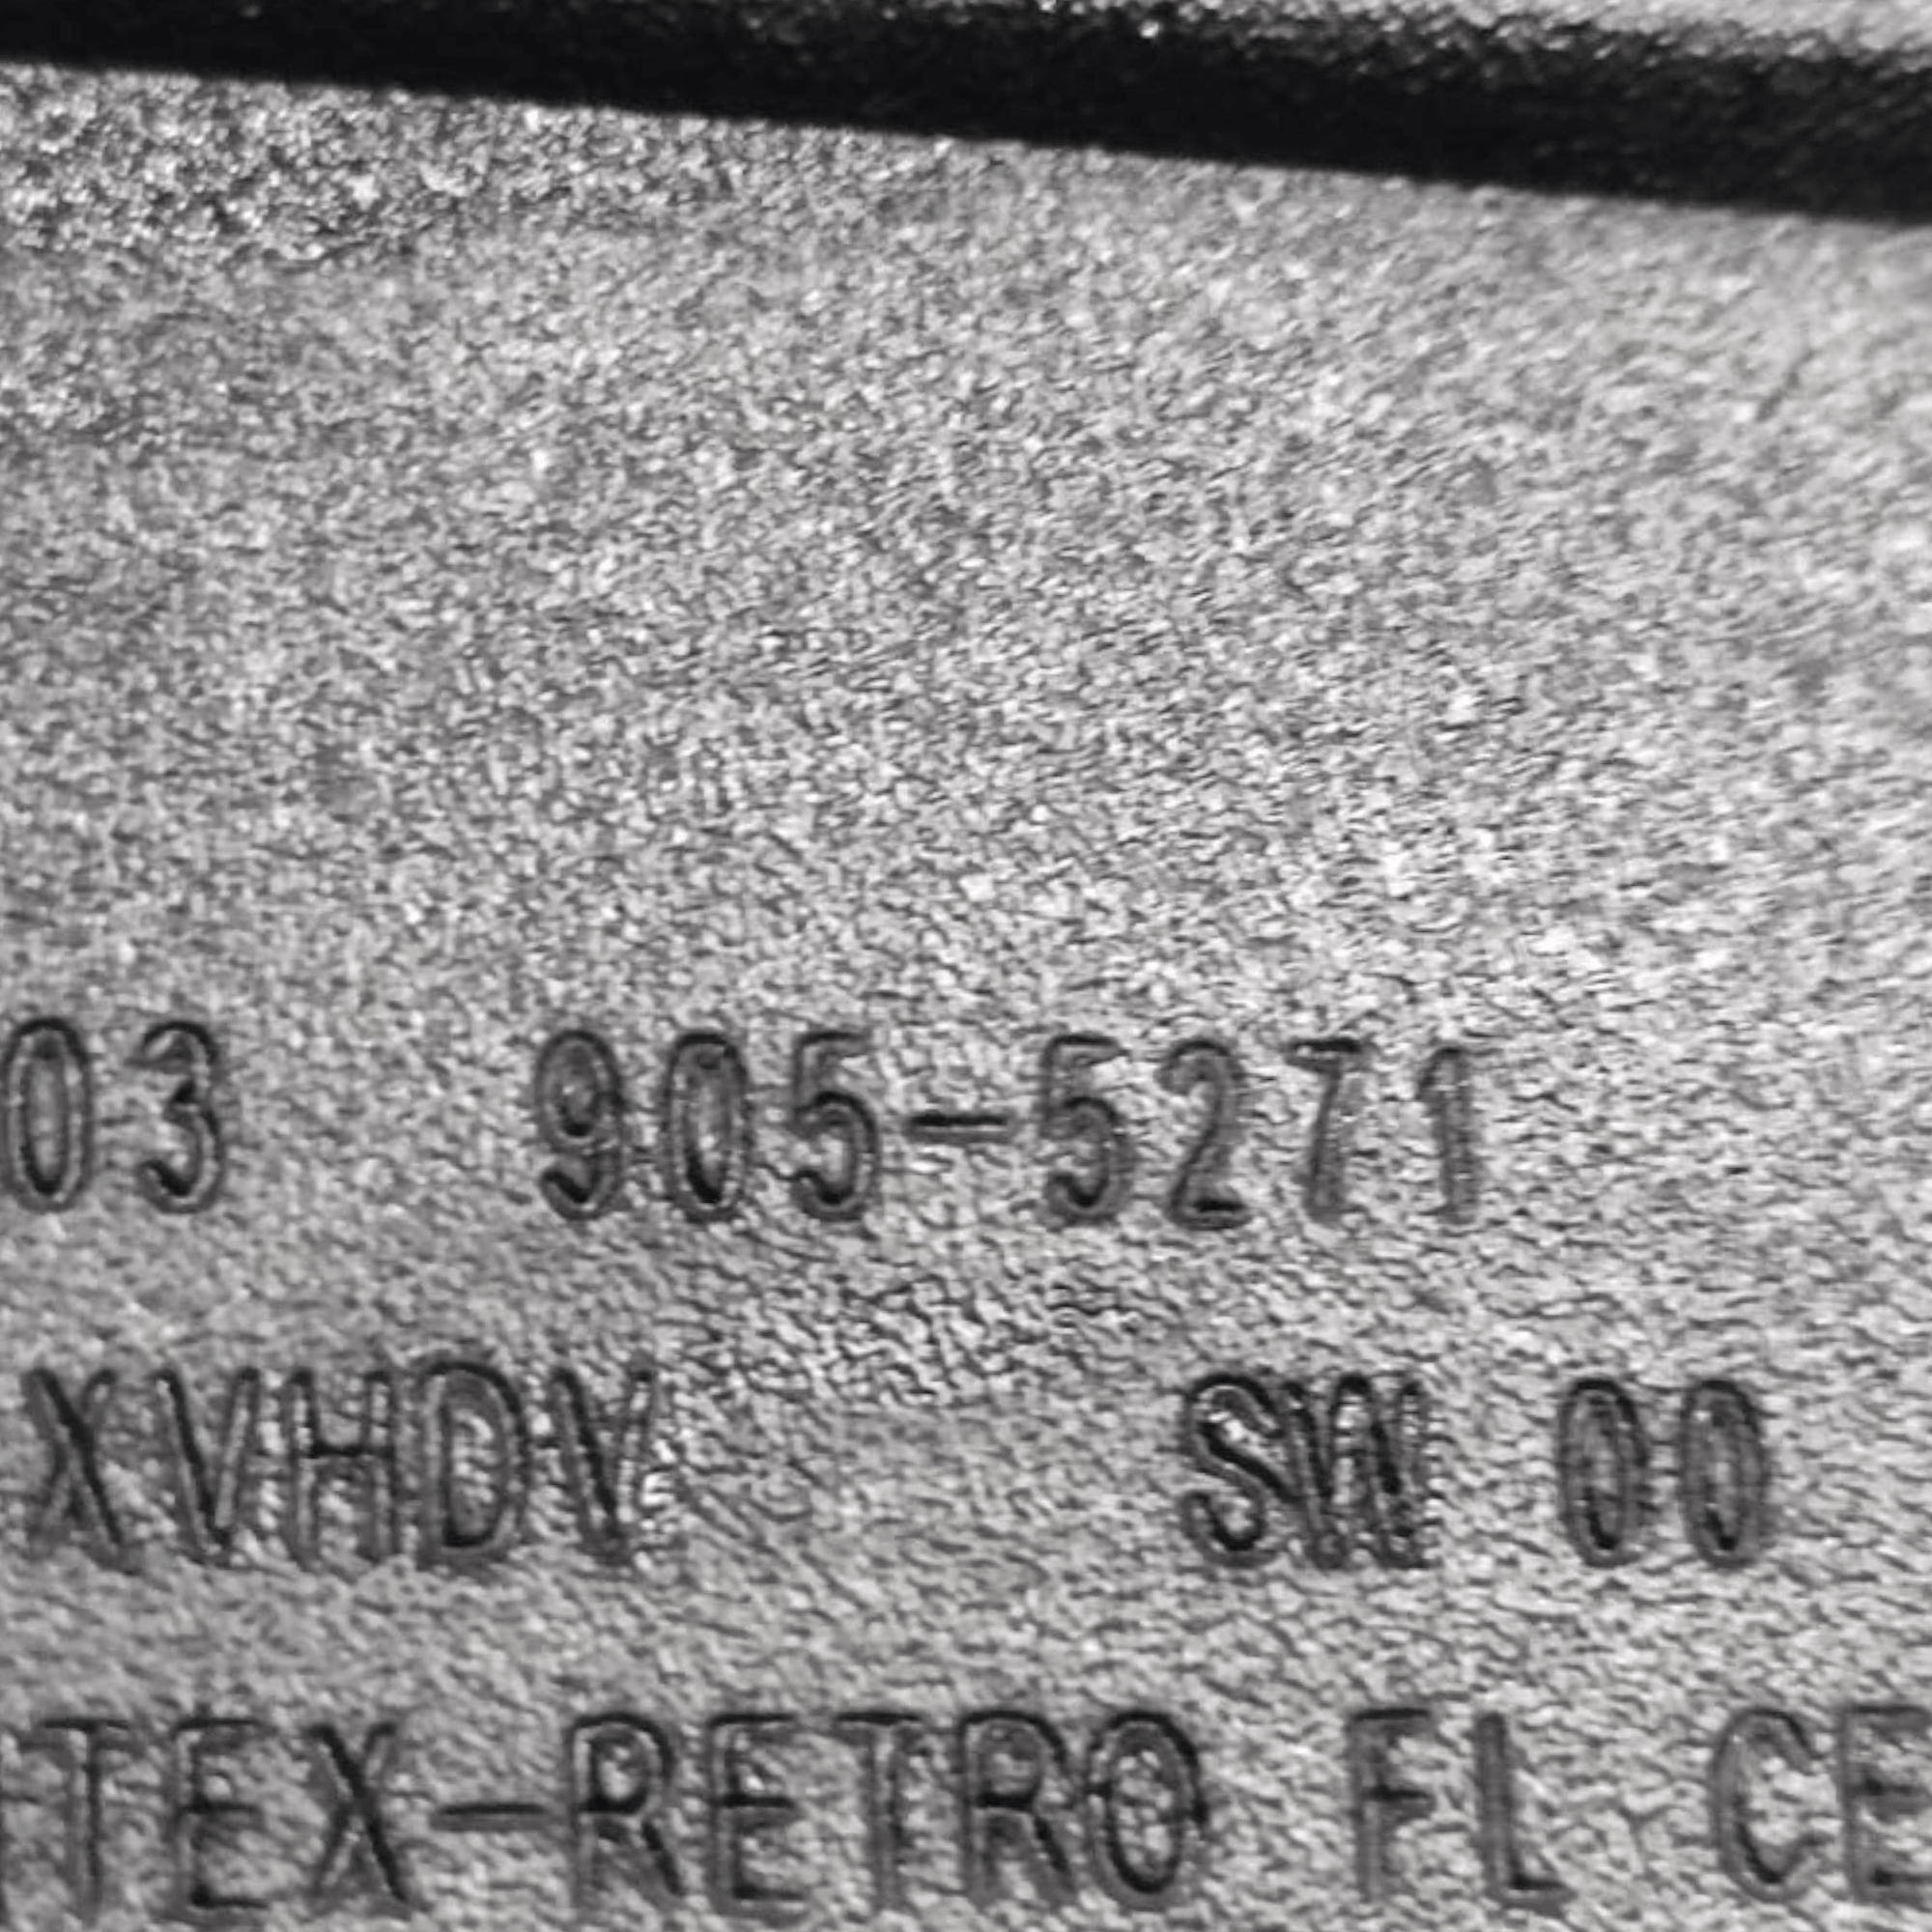 03 905-5271
XVHDV SW 00
TEX-RETRO FL CE